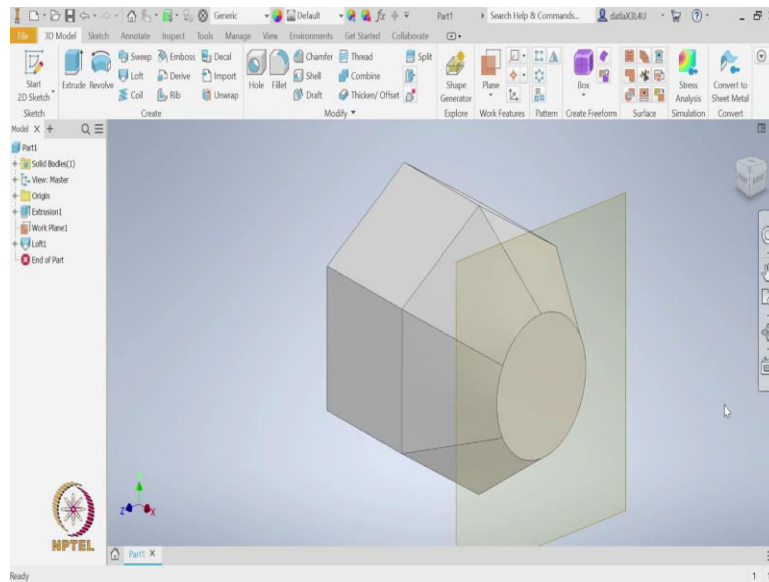 Generic Default fx Part1 Search Help & Commands... datlaX3L4U
File 3D Model Sketch Annotate Inspect Tools Manage View Environments Get Started Collaborate
Start 2D Sketch Extrude Revolve Sweep Emboss Decal
Loft Derive Import
Coil Rib Unwrap
Hole Fillet Chamfer Thread Split
Shell Combine
Draft Thicken/ Offset
Shape Generator Plane Box Stress Analysis Convert to Sheet Metal
Sketch Create Modify Explore Work Features Pattern Create Freeform Surface Simulation Convert
Model X +
Part1
Solid Bodies(1)
View: Master
Origin
Extrusion1
Work Plane1
Loft1
End of Part
Z X
NPTEL
Part1 X
Ready 1